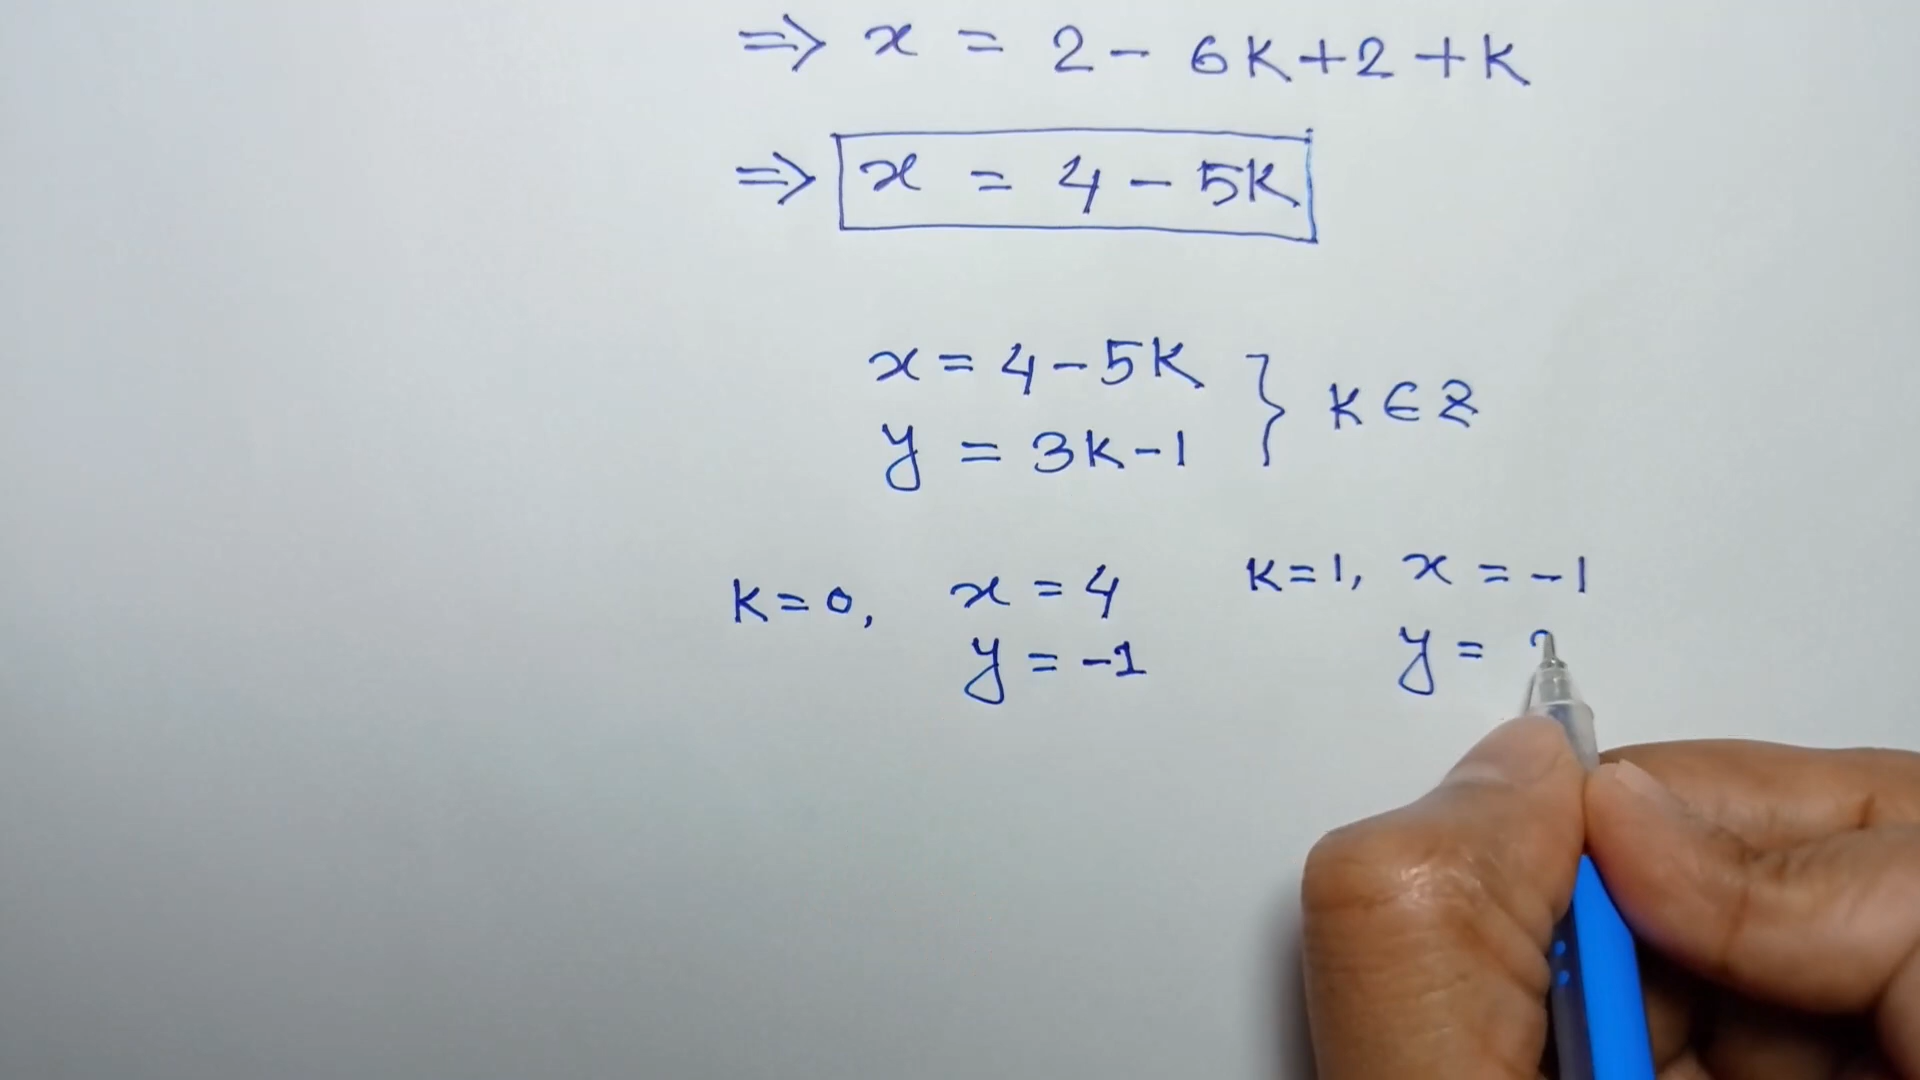 ⇒ x = 2 - 6K + 2 + K
⇒ x = 4 - 5K
x = 4 - 5K
y = 3K - 1
} K ∈ Z
K = 0, x = 4
y = -1
K = 1, x = -1
y =